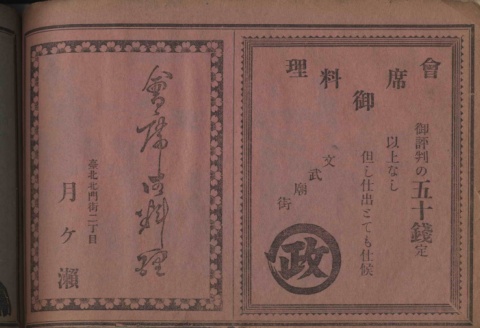 會席御料理
御評判の五十錢定
以上なし
但し仕出とても仕候
文武廟街
政
會席御料理
臺北北門街二丁目
月ヶ瀨